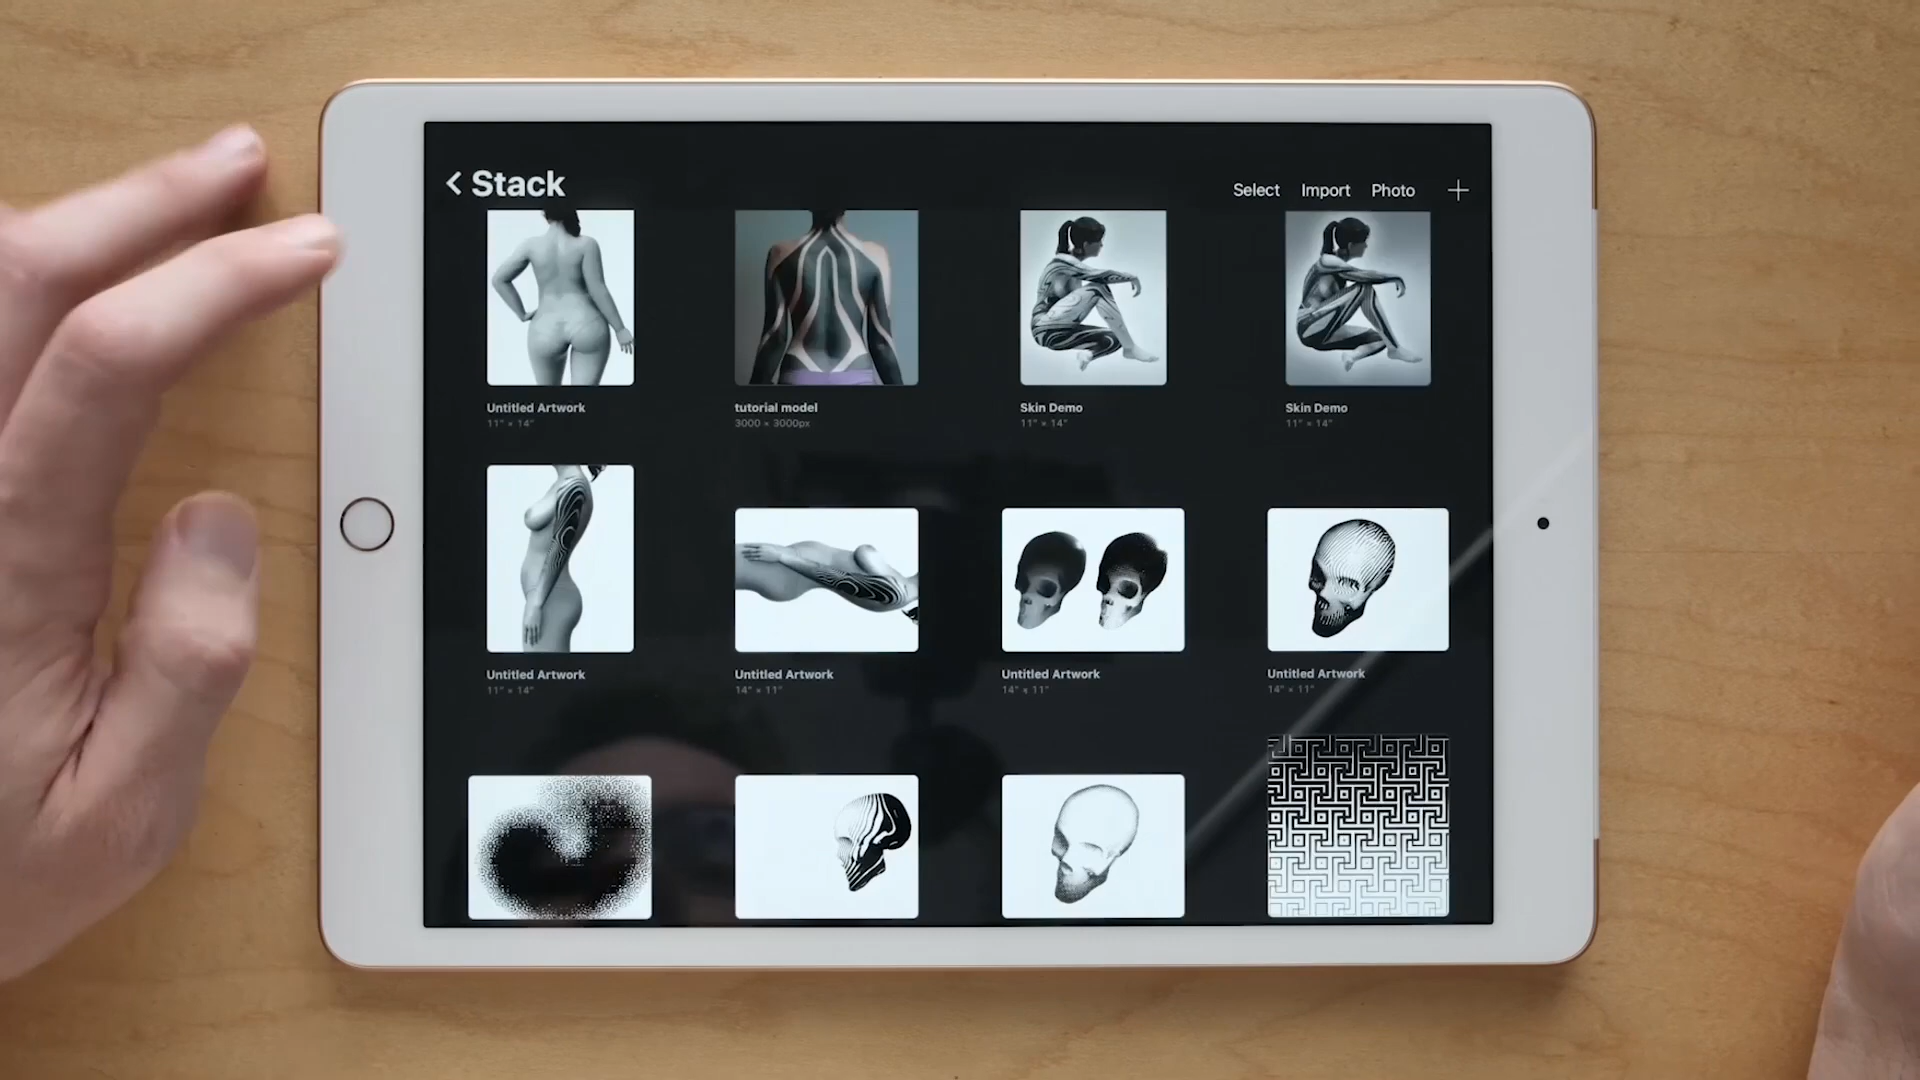 Stack
Select Import Photo
Untitled Artwork
11" × 14"
tutorial model
3000 × 3000px
Skin Demo
11" × 14"
Skin Demo
11" × 14"
Untitled Artwork
11" × 14"
Untitled Artwork
14" × 11"
Untitled Artwork
14" × 11"
Untitled Artwork
14" × 11"